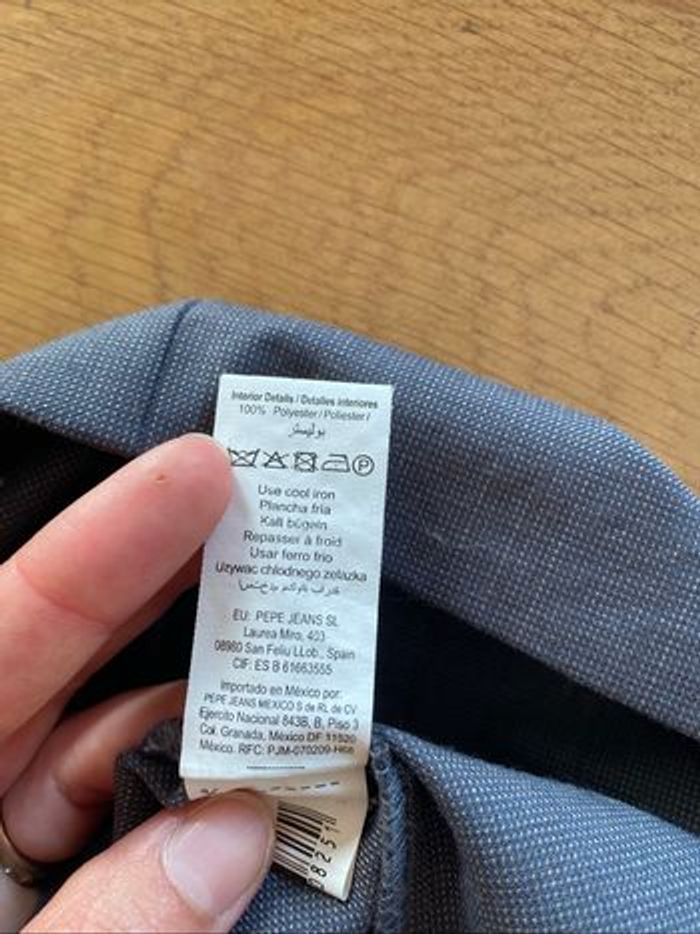 Interior Details / Detalles interiores
100% Polyester / Poliester /
بوليستر
P
Use cool iron
Plancha fria
Kalt bügeln
Repasser à froid
Usar ferro frio
Używac chlodnego zelazka
EU: PEPE JEANS SL
Laurea Miro, 403
08980 San Feliu LLob., Spain
CIF: ES B 61663555
Importado en México por:
PEPE JEANS MEXICO S de RL de CV
Ejercito Nacional 843B, B, Piso 3
Col. Granada, México DF 11520
México. RFC: PJM-070209-
0825